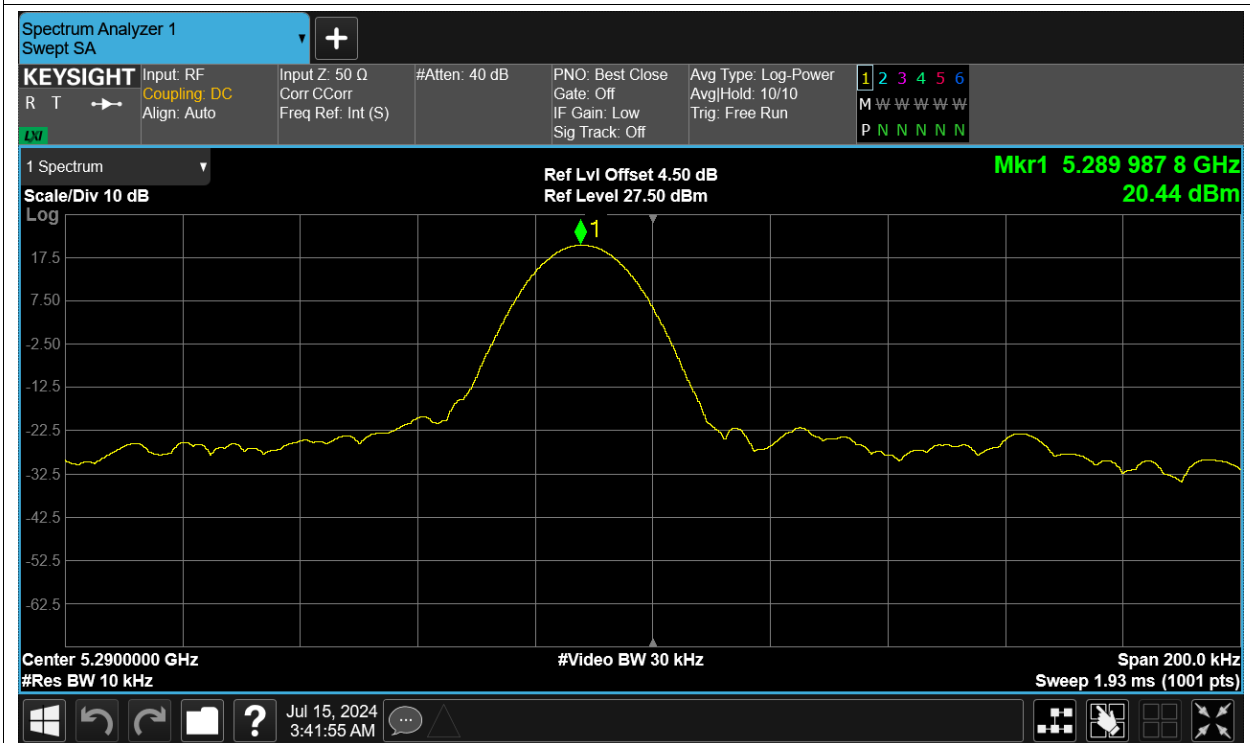 Spectrum Analyzer 1
Swept SA
+
KEYSIGHT
R T
LXI
Input: RF
Coupling: DC
Align: Auto
Input Z: 50 Ω
Corr CCorr
Freq Ref: Int (S)
#Atten: 40 dB
PNO: Best Close
Gate: Off
IF Gain: Low
Sig Track: Off
Avg Type: Log-Power
Avg|Hold: 10/10
Trig: Free Run
1 2 3 4 5 6
M W W W W W
P N N N N N
1 Spectrum
Scale/Div 10 dB
Log
Ref Lvl Offset 4.50 dB
Ref Level 27.50 dBm
Mkr1 5.289 987 8 GHz
20.44 dBm
1
17.5
7.50
-2.50
-12.5
-22.5
-32.5
-42.5
-52.5
-62.5
Center 5.2900000 GHz
#Res BW 10 kHz
#Video BW 30 kHz
Span 200.0 kHz
Sweep 1.93 ms (1001 pts)
?
Jul 15, 2024
3:41:55 AM